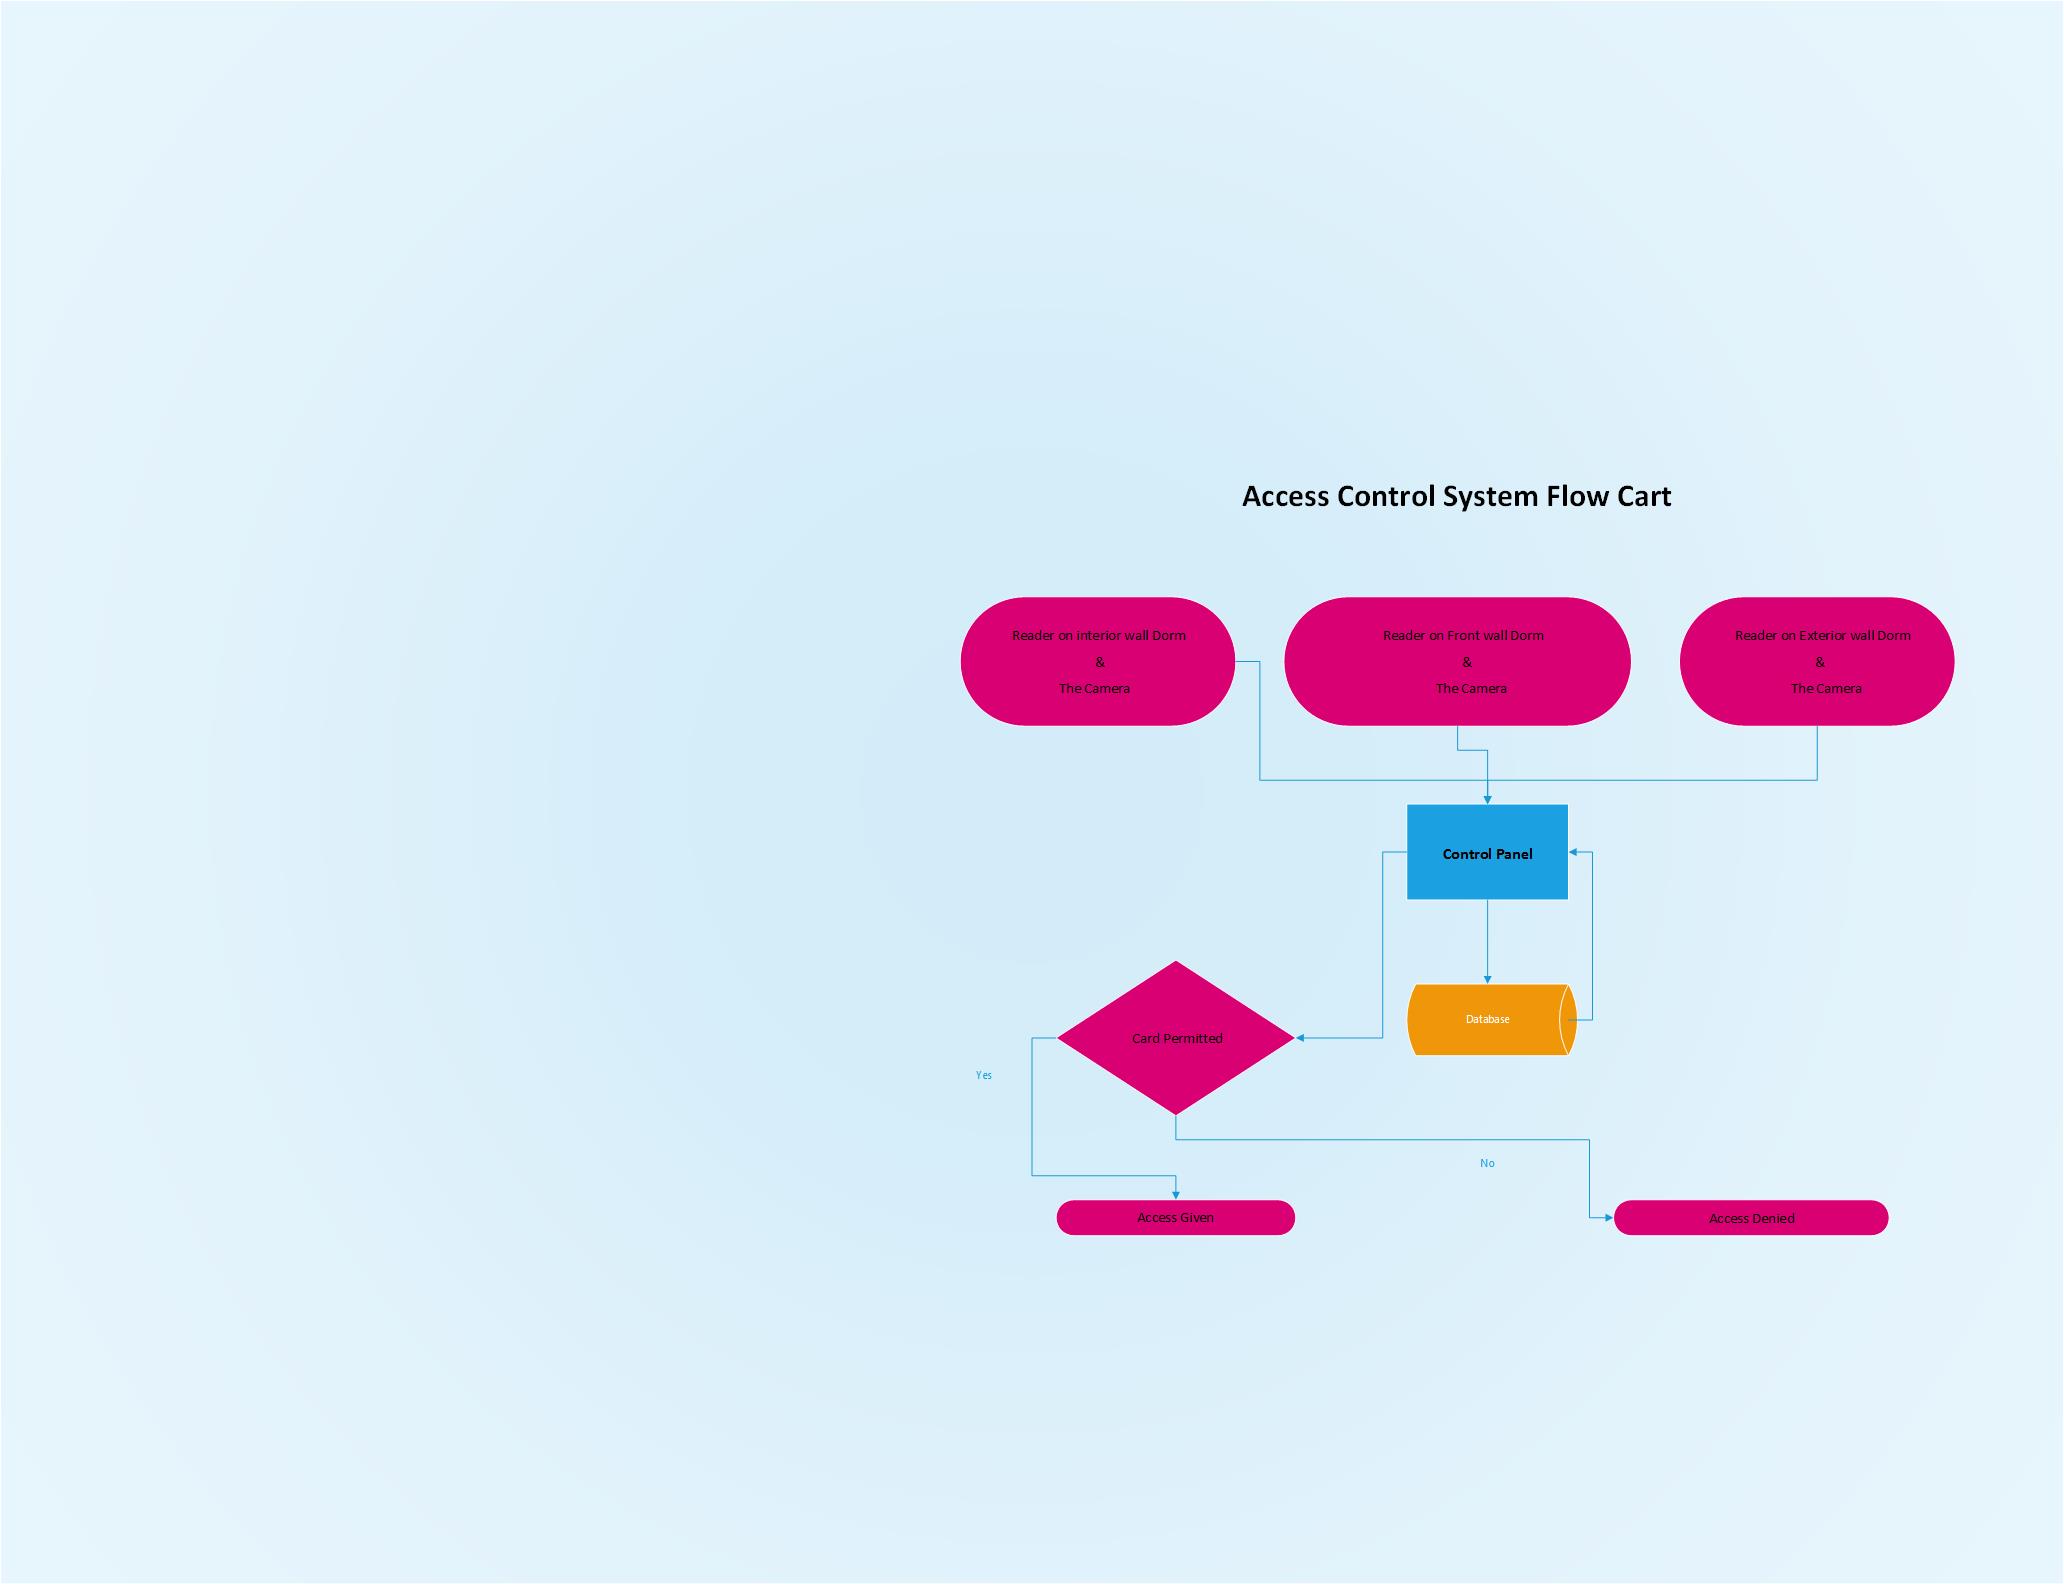 Access Control System Flow Cart
Reader on interior wall Dorm
&
The Camera
Reader on Front wall Dorm
&
The Camera
Reader on Exterior wall Dorm
&
The Camera
Control Panel
Database
Card Permitted
Yes
No
Access Given
Access Denied